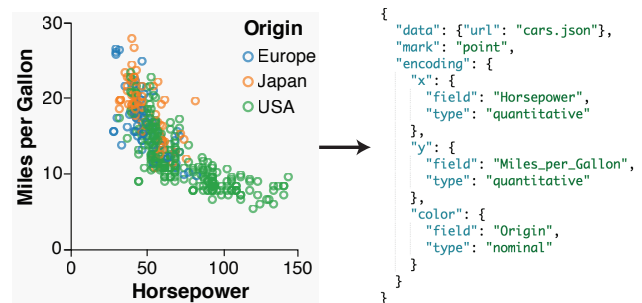 30
20
10
0
0
50
100
150
Miles per Gallon
Horsepower
Origin
Europe
Japan
USA
{
  "data": {"url": "cars.json"},
  "mark": "point",
  "encoding": {
    "x": {
      "field": "Horsepower",
      "type": "quantitative"
    },
    "y": {
      "field": "Miles_per_Gallon",
      "type": "quantitative"
    },
    "color": {
      "field": "Origin",
      "type": "nominal"
    }
  }
}